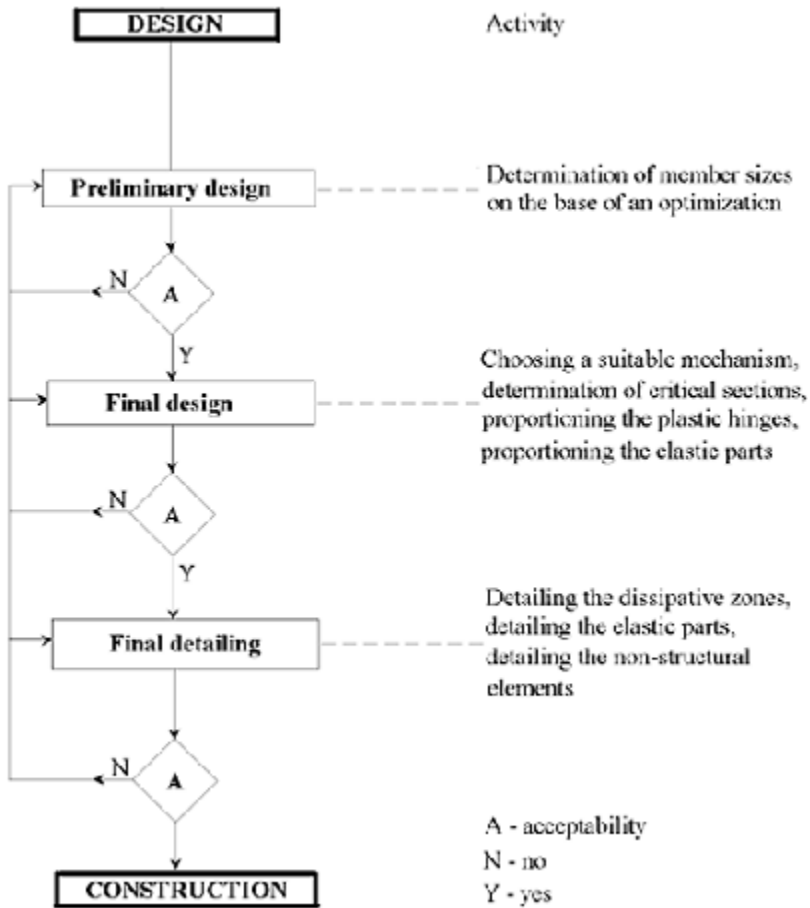 DESIGN
Activity
Preliminary design
Determination of member sizes
on the base of an optimization
N
A
Y
Final design
Choosing a suitable mechanism,
determination of critical sections,
proportioning the plastic hinges,
proportioning the elastic parts
N
A
Y
Final detailing
Detailing the dissipative zones,
detailing the elastic parts,
detailing the non-structural
elements
N
A
CONSTRUCTION
A - acceptability
N - no
Y - yes